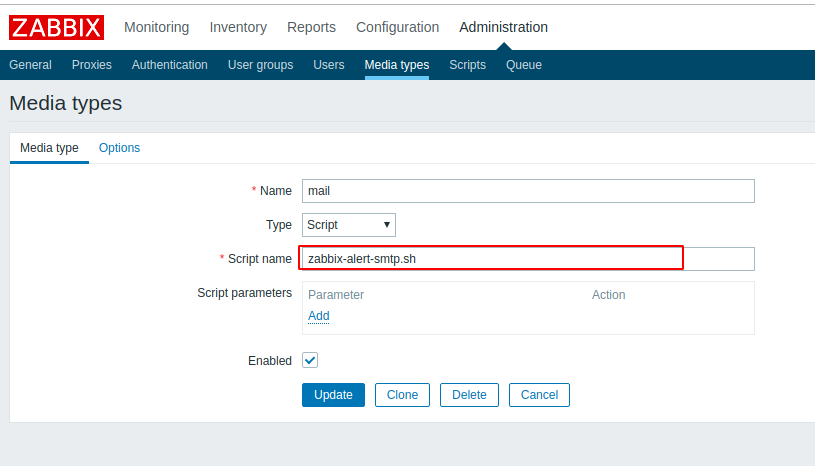 ZABBIX Monitoring Inventory Reports Configuration Administration
General Proxies Authentication User groups Users Media types Scripts Queue
Media types
Media type Options
* Name mail
Type Script
* Script name zabbix-alert-smtp.sh
Script parameters Parameter Action
Add
Enabled
Update Clone Delete Cancel